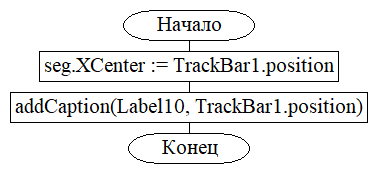 Начало
seg.XCenter := TrackBar1.position
addCaption(Label10, TrackBar1.position)
Конец